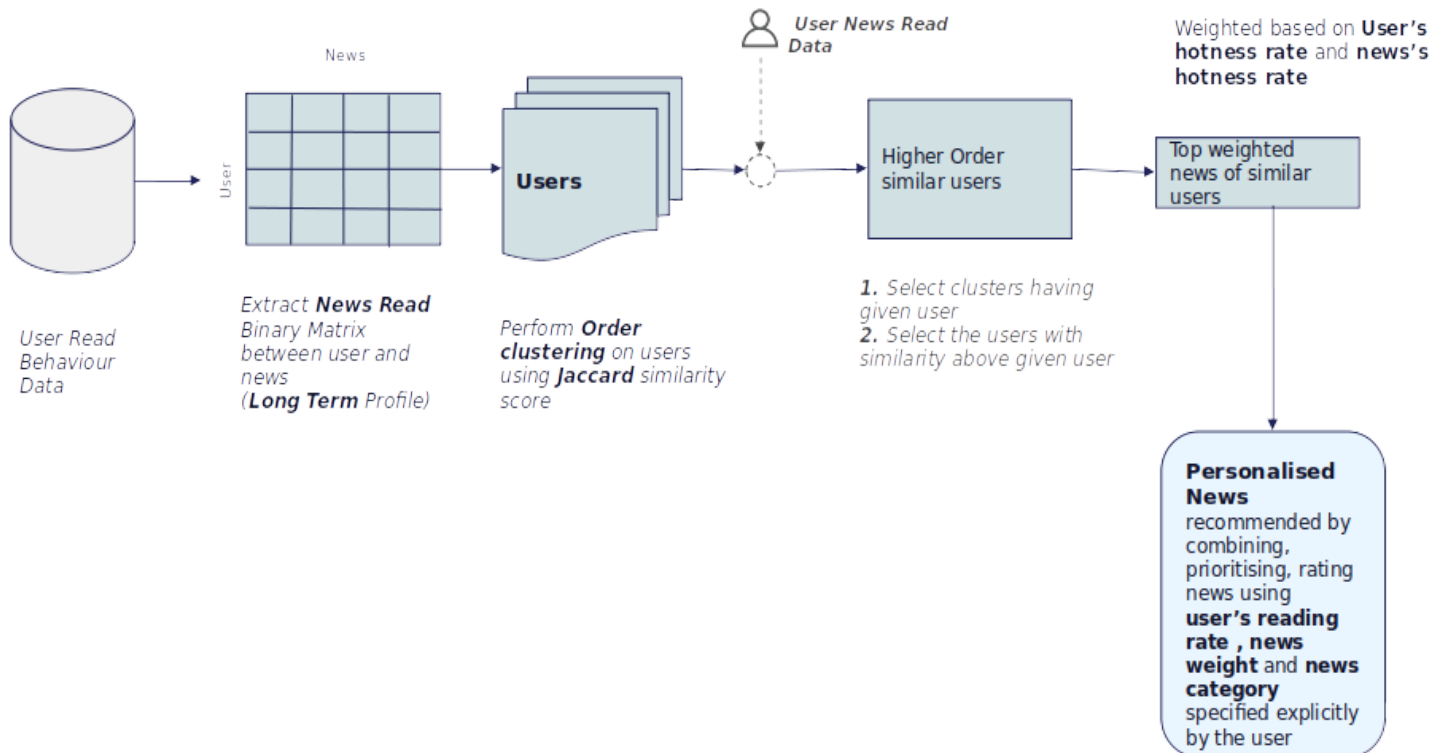 News
User
User Read
Behaviour
Data
Extract News Read
Binary Matrix
between user and
news
(Long Term Profile)
Users
Perform Order
clustering on users
using Jaccard similarity
score
User News Read
Data
Higher Order
similar users
1. Select clusters having
given user
2. Select the users with
similarity above given user
Weighted based on User's
hotness rate and news's
hotness rate
Top weighted
news of similar
users
Personalised
News
recommended by
combining,
prioritising, rating
news using
user's reading
rate , news
weight and news
category
specified explicitly
by the user